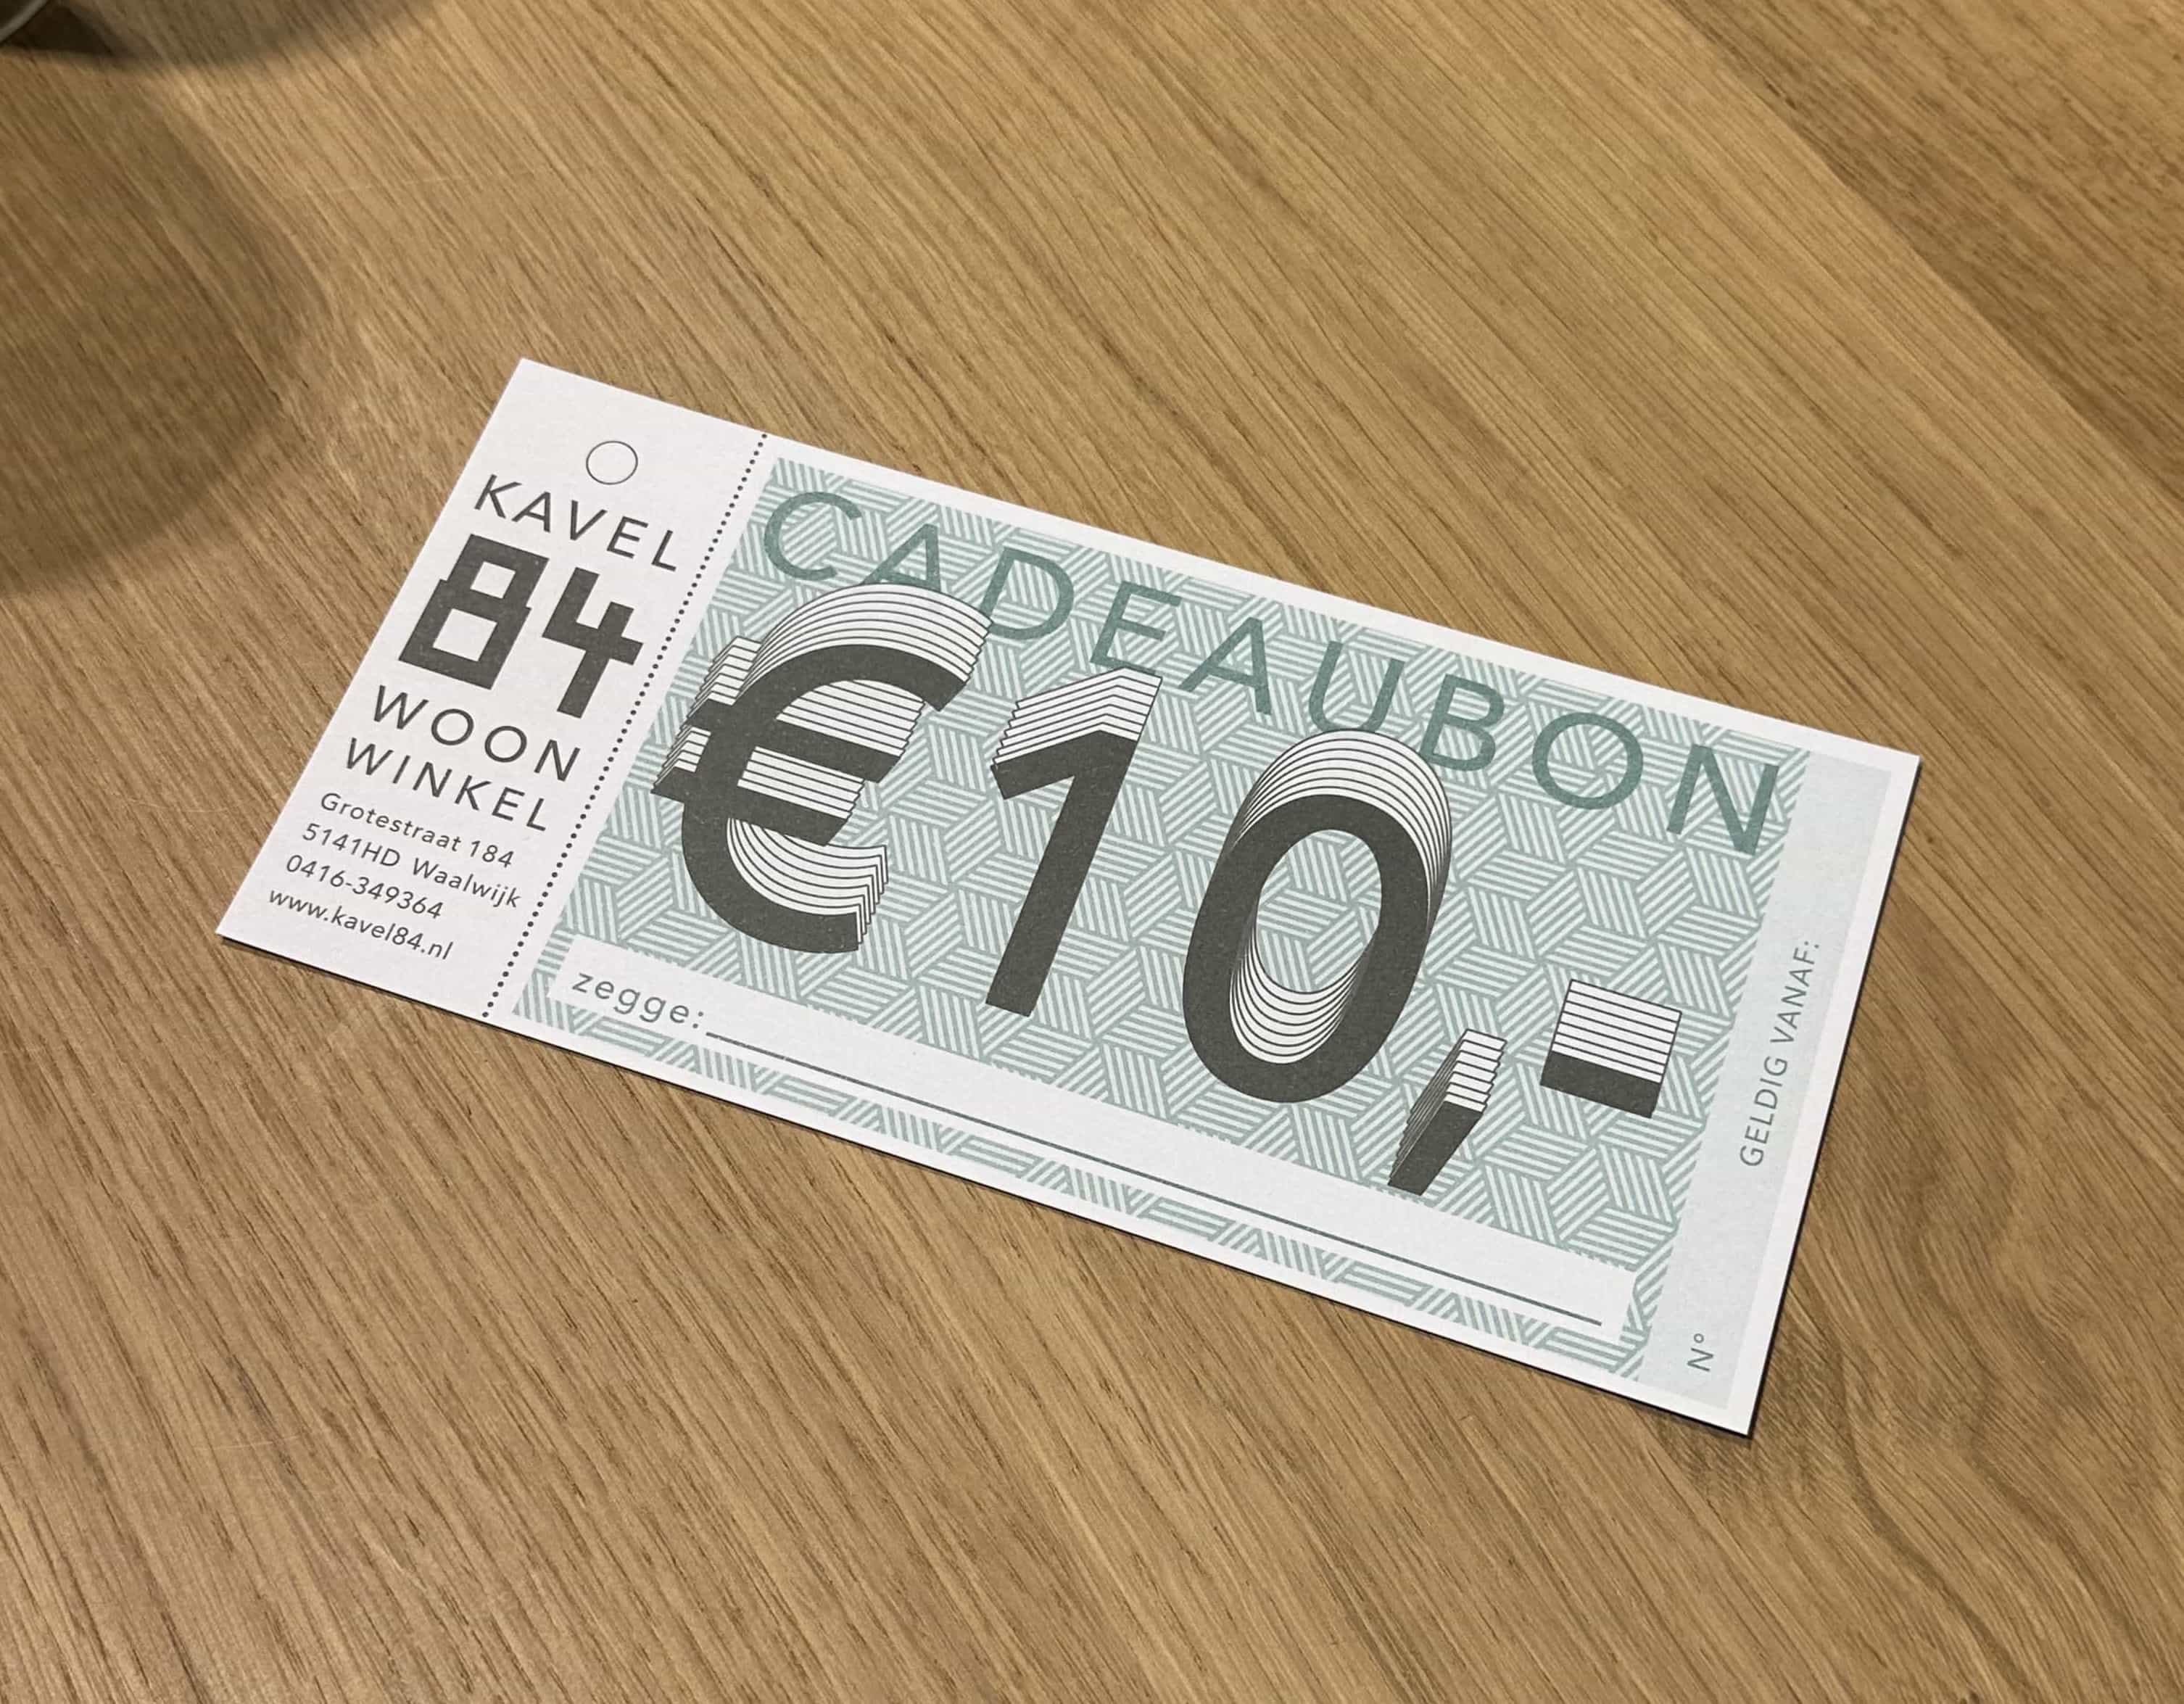 KAVEL
84
WOON
WINKEL
Grotestraat 184
5141HD Waalwijk
0416-349364
www.kavel84.nl
CADEAUBON
€10,-
zegge:
GELDIG VANAF:
N°